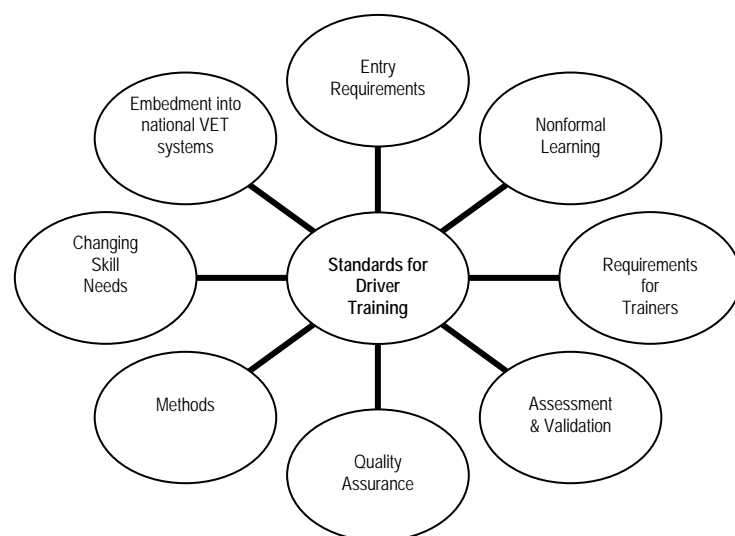 Entry
Requirements
Embedment into
national VET
systems
Nonformal
Learning
Changing
Skill
Needs
Standards for
Driver
Training
Requirements
for
Trainers
Methods
Assessment
& Validation
Quality
Assurance